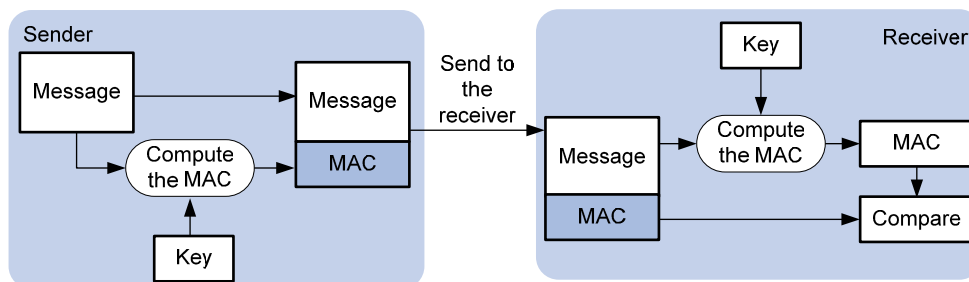 Sender
Message
Compute
the MAC
Key
Message
MAC
Send to
the
receiver
Receiver
Key
Message
MAC
Compute
the MAC
MAC
Compare